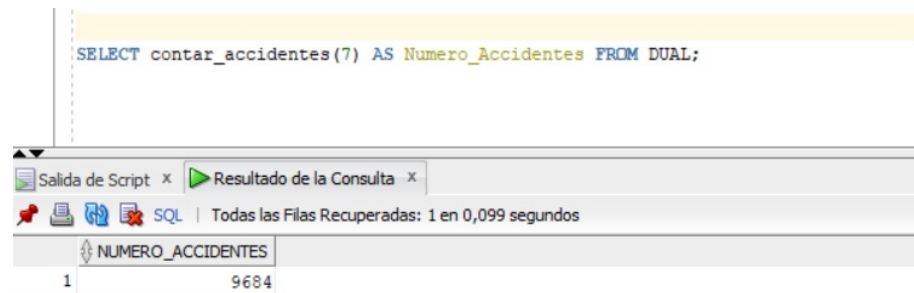 SELECT contar_accidentes(7) AS Numero_Accidentes FROM DUAL;
Salida de Script x Resultado de la Consulta x
SQL | Todas las Filas Recuperadas: 1 en 0,099 segundos
NUMERO_ACCIDENTES
1 9684